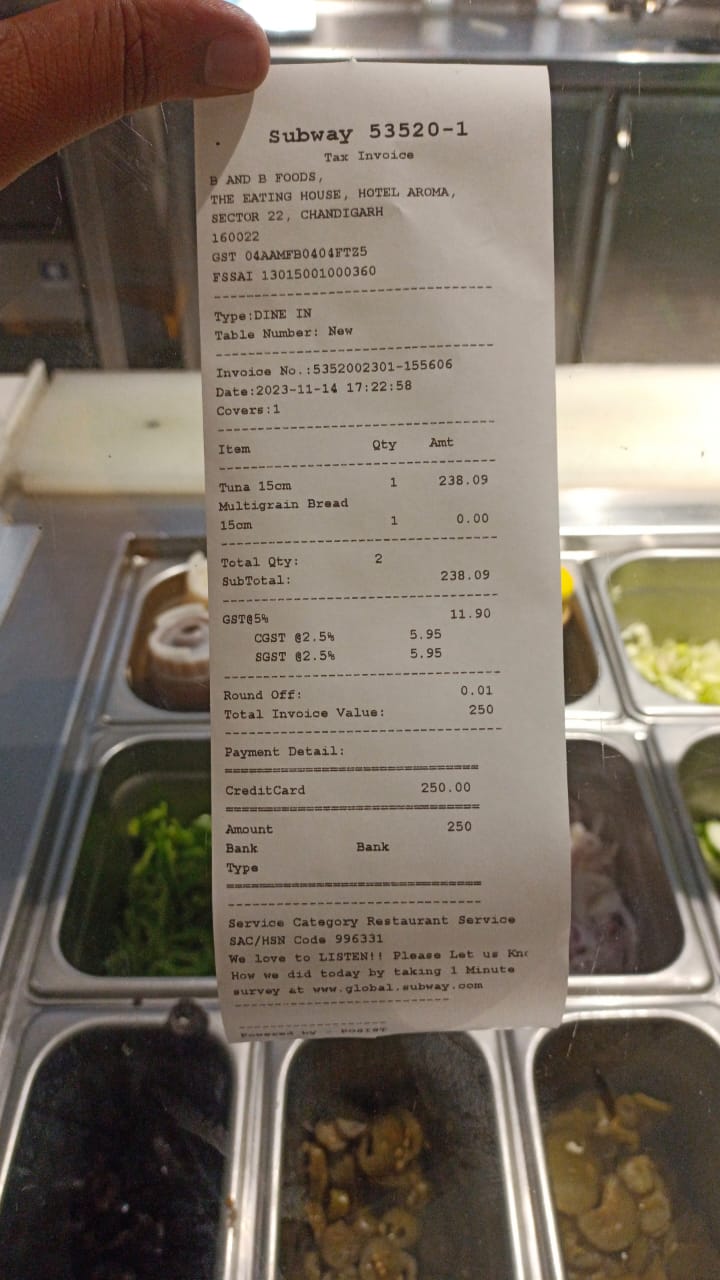 Subway 53520-1
Tax Invoice
B AND B FOODS,
THE EATING HOUSE, HOTEL AROMA,
SECTOR 22, CHANDIGARH
160022
GST 04AAMFB0404FTZ5
FSSAI 13015001000360
Type:DINE IN
Table Number: New
Invoice No.:5352002301-155606
Date:2023-11-14 17:22:58
Covers:1
Item Qty Amt
Tuna 15cm 1 238.09
Multigrain Bread
15cm 1 0.00
Total Qty: 2
SubTotal: 238.09
GST@5% 11.90
CGST @2.5% 5.95
SGST @2.5% 5.95
Round Off: 0.01
Total Invoice Value: 250
Payment Detail:
CreditCard 250.00
Amount 250
Bank Bank
Type
Service Category Restaurant Service
SAC/HSN Code 996331
We love to LISTEN!! Please Let us Kno
How we did today by taking 1 Minute
survey at www.global.subway.com
Powered by - POSIST